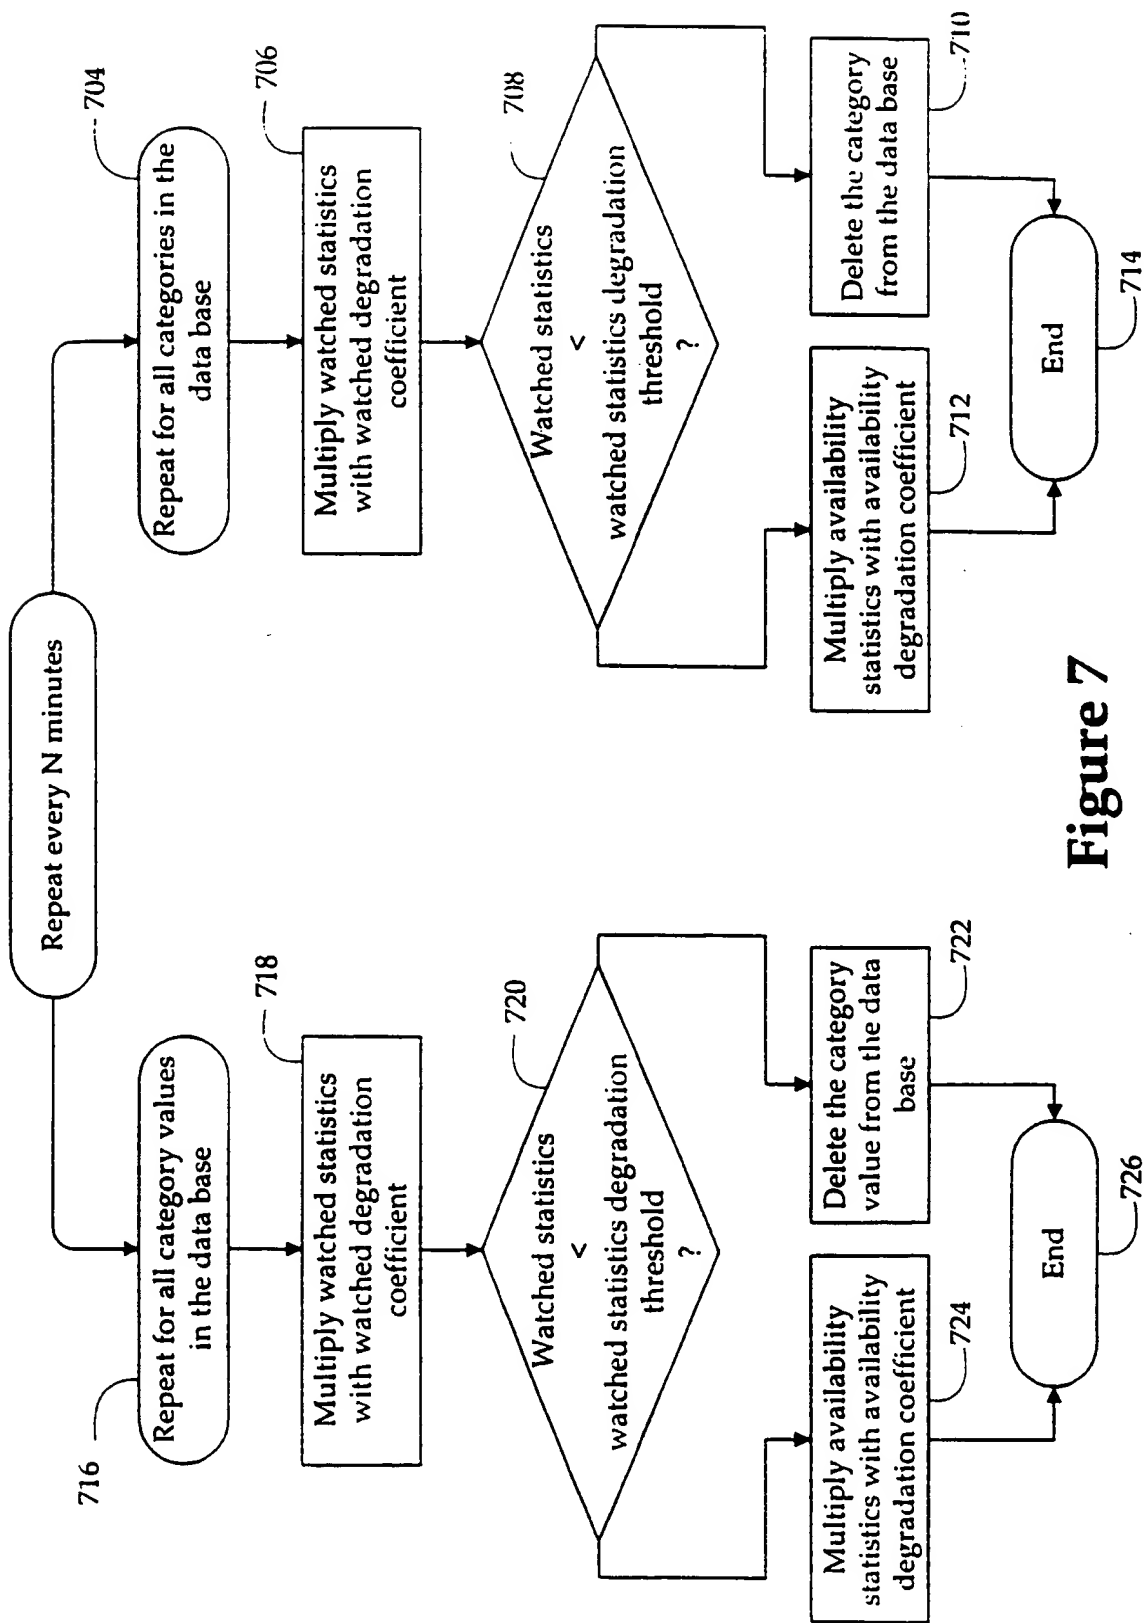 Repeat every N minutes
716
Repeat for all category values
in the data base
718
Multiply watched statistics
with watched degradation
coefficient
720
Watched statistics
<
watched statistics degradation
threshold
?
Multiply availability
statistics with availability
degradation coefficient
724
Delete the category
value from the data
base
722
End
726
704
Repeat for all categories in the
data base
706
Multiply watched statistics
with watched degradation
coefficient
708
Watched statistics
<
watched statistics degradation
threshold
?
Multiply availability
statistics with availability
degradation coefficient
712
Delete the category
from the data base
710
End
714
Figure 7